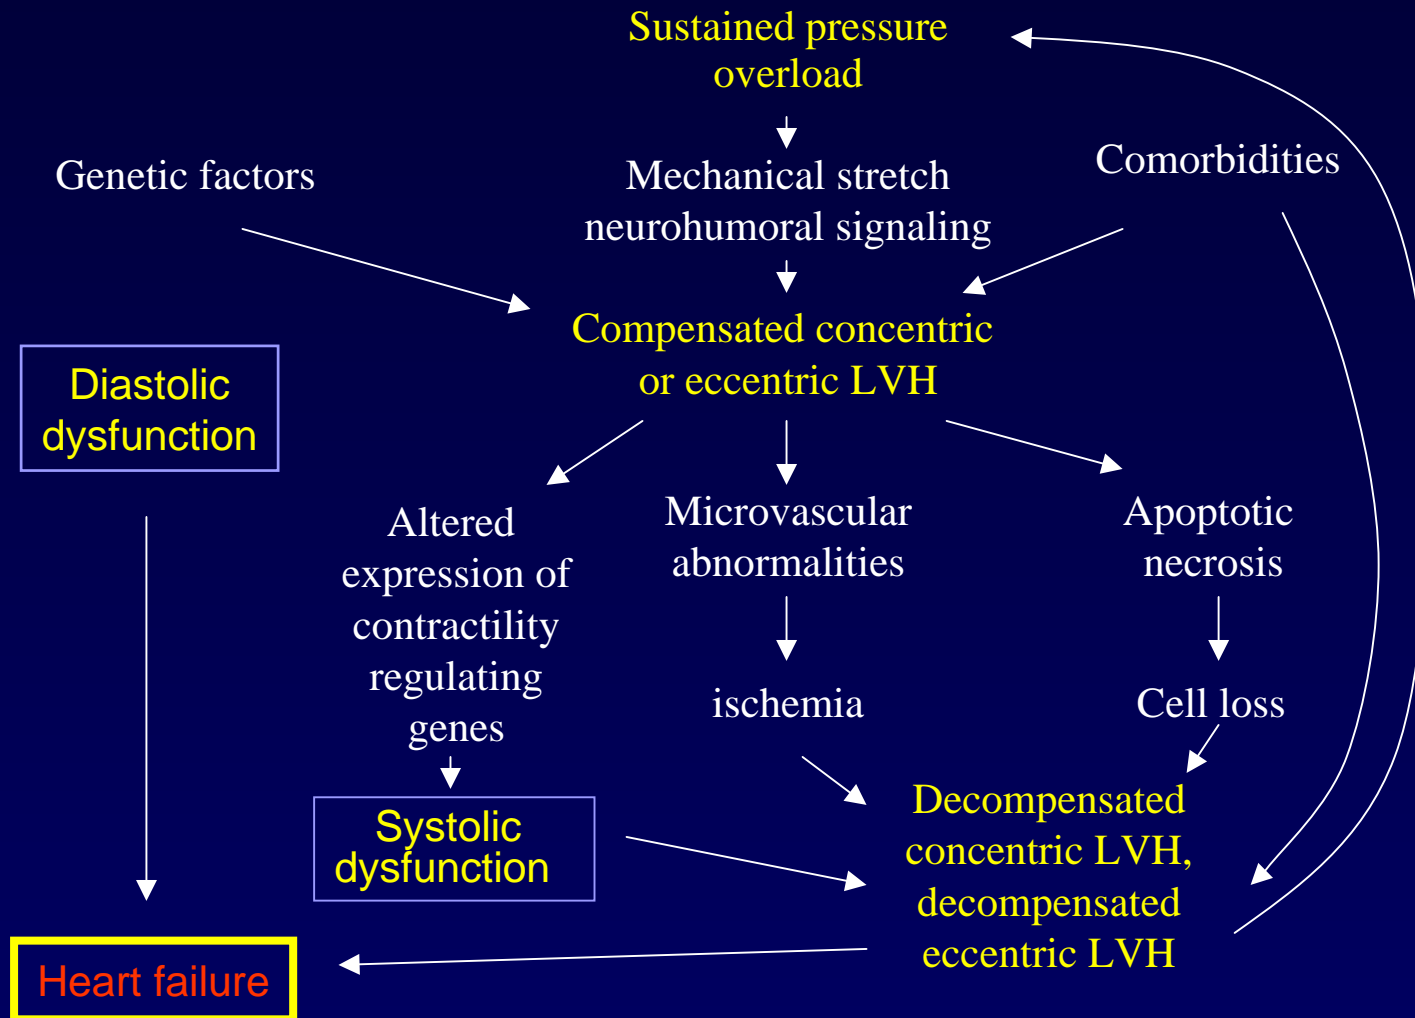 Sustained pressure
overload
Genetic factors
Mechanical stretch
neurohumoral signaling
Comorbidities
Compensated concentric
or eccentric LVH
Diastolic
dysfunction
Altered
expression of
contractility
regulating
genes
Microvascular
abnormalities
Apoptotic
necrosis
ischemia
Cell loss
Systolic
dysfunction
Decompensated
concentric LVH,
decompensated
eccentric LVH
Heart failure